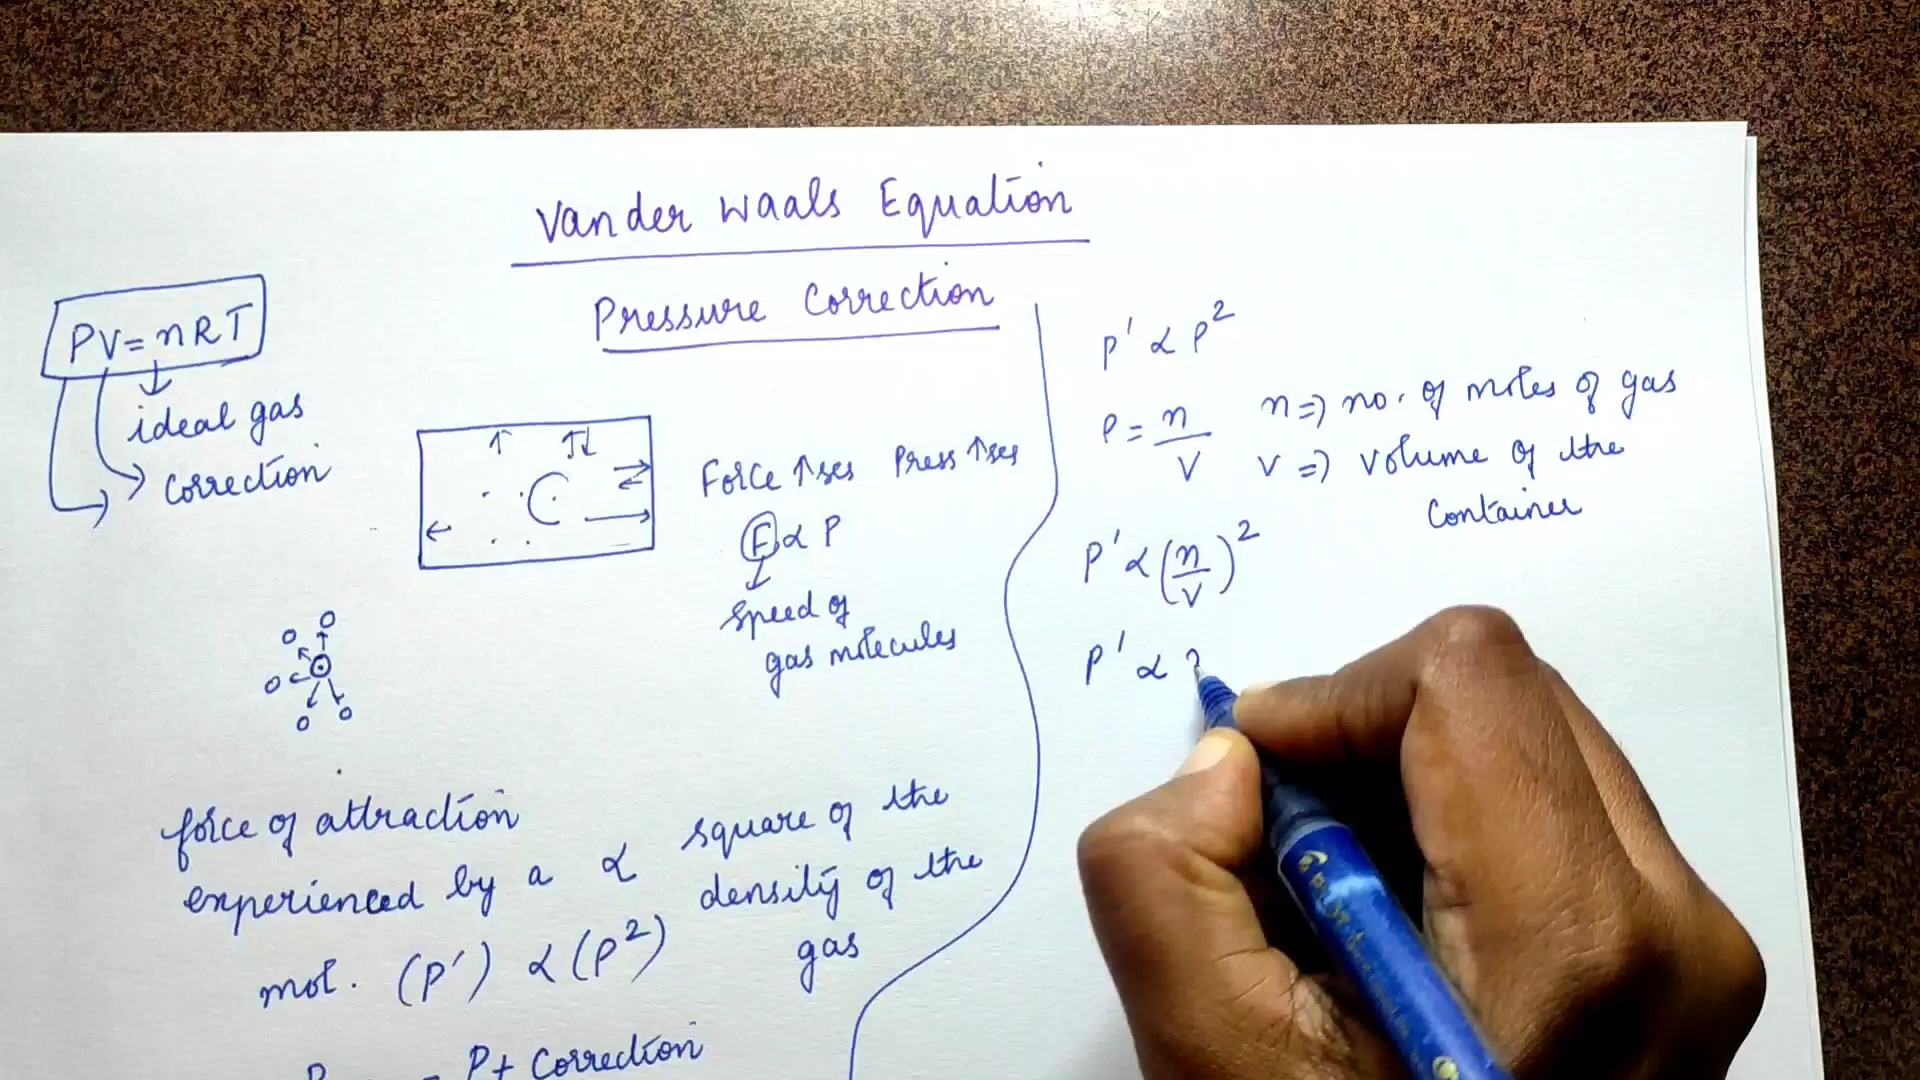 Van der Waals Equation
Pressure Correction
PV = nRT
ideal gas
correction
Force ↑ses Press ↑ses
F ∝ P
Speed of
gas molecules
force of attraction
experienced by a ∝ square of the
density of the
mol. (P') ∝ (ρ²) gas
P + Correction
P' ∝ ρ²
ρ = n/V n => no. of moles of gas
V => Volume of the
Container
P' ∝ (n/V)²
P' ∝